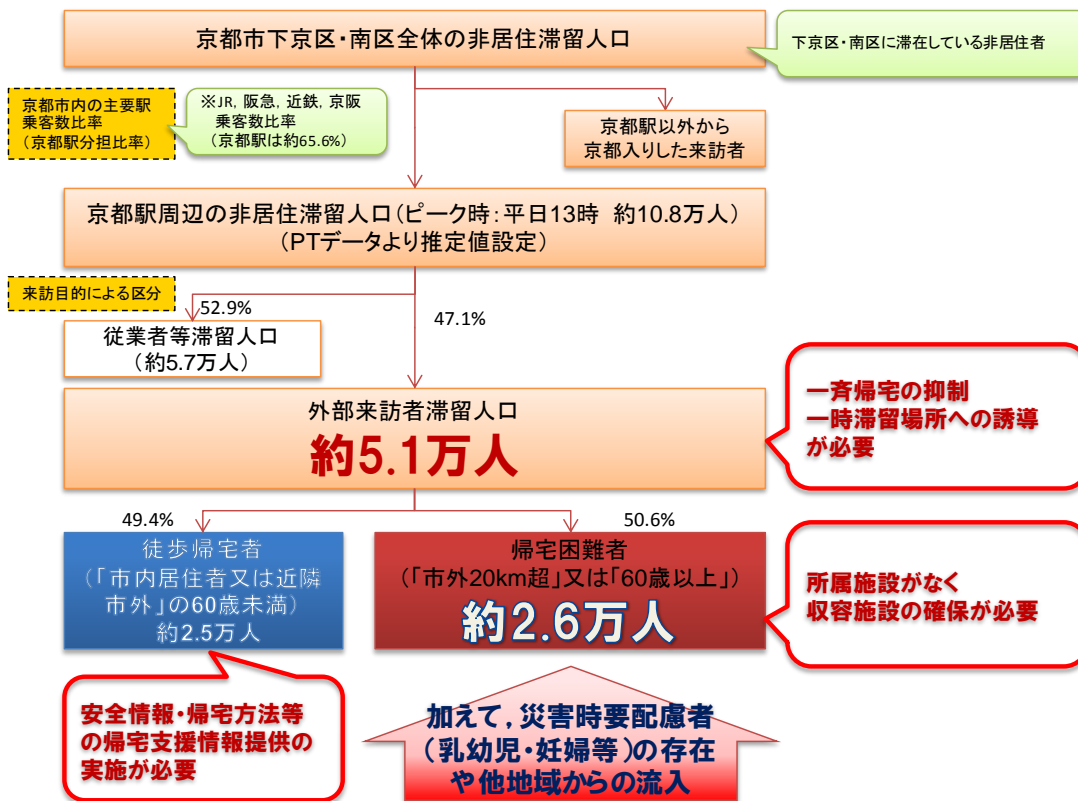 京都市下京区・南区全体の非居住滞留人口
下京区・南区に滞在している非居住者
京都市内の主要駅
乗客数比率
（京都駅分担比率）
※JR，阪急，近鉄，京阪
乗客数比率
（京都駅は約65.6％）
京都駅以外から
京都入りした来訪者
京都駅周辺の非居住滞留人口（ピーク時：平日13時 約10.8万人）
（PTデータより推定値設定）
来訪目的による区分
52.9%
47.1%
従業者等滞留人口
（約5.7万人）
外部来訪者滞留人口
約5.1万人
一斉帰宅の抑制
一時滞留場所への誘導
が必要
49.4%
50.6%
徒歩帰宅者
（「市内居住者又は近隣
市外」の60歳未満）
約2.5万人
帰宅困難者
（「市外20km超」又は「60歳以上」）
約2.6万人
所属施設がなく
収容施設の確保が必要
安全情報・帰宅方法等
の帰宅支援情報提供の
実施が必要
加えて，災害時要配慮者
（乳幼児・妊婦等）の存在
や他地域からの流入